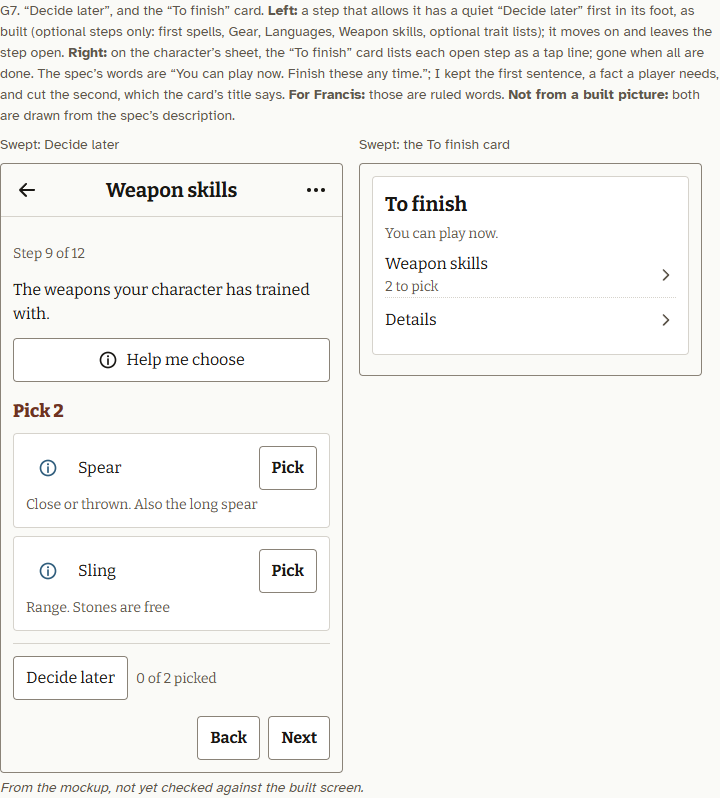 G7. “Decide later”, and the “To finish” card. Left: a step that allows it has a quiet “Decide later” first in its foot, as
built (optional steps only: first spells, Gear, Languages, Weapon skills, optional trait lists); it moves on and leaves the
step open. Right: on the character’s sheet, the “To finish” card lists each open step as a tap line; gone when all are
done. The spec’s words are “You can play now. Finish these any time.”; I kept the first sentence, a fact a player needs,
and cut the second, which the card’s title says. For Francis: those are ruled words. Not from a built picture: both
are drawn from the spec’s description.
Swept: Decide later
Weapon skills
Step 9 of 12
The weapons your character has trained
with.
Help me choose
Pick 2
Spear
Pick
Close or thrown. Also the long spear
Sling
Pick
Range. Stones are free
Decide later
0 of 2 picked
Back
Next
Swept: the To finish card
To finish
You can play now.
Weapon skills
2 to pick
Details
From the mockup, not yet checked against the built screen.